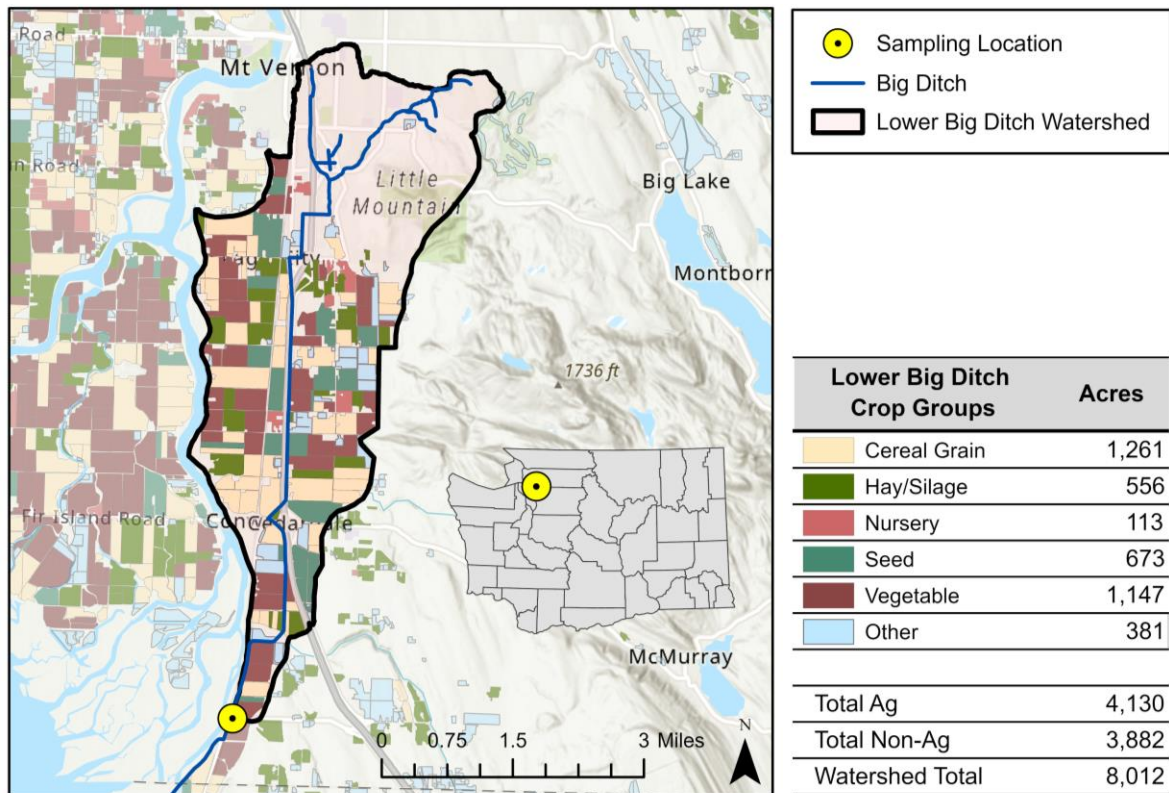 Road
Mt Vernon
Road
Little
Mountain
Big Lake
Montborn
1736 ft
Fir Island Road
McMurray
0 0.75 1.5 3 Miles
N
Sampling Location
Big Ditch
Lower Big Ditch Watershed
Lower Big Ditch
Crop Groups Acres
Cereal Grain 1,261
Hay/Silage 556
Nursery 113
Seed 673
Vegetable 1,147
Other 381
Total Ag 4,130
Total Non-Ag 3,882
Watershed Total 8,012